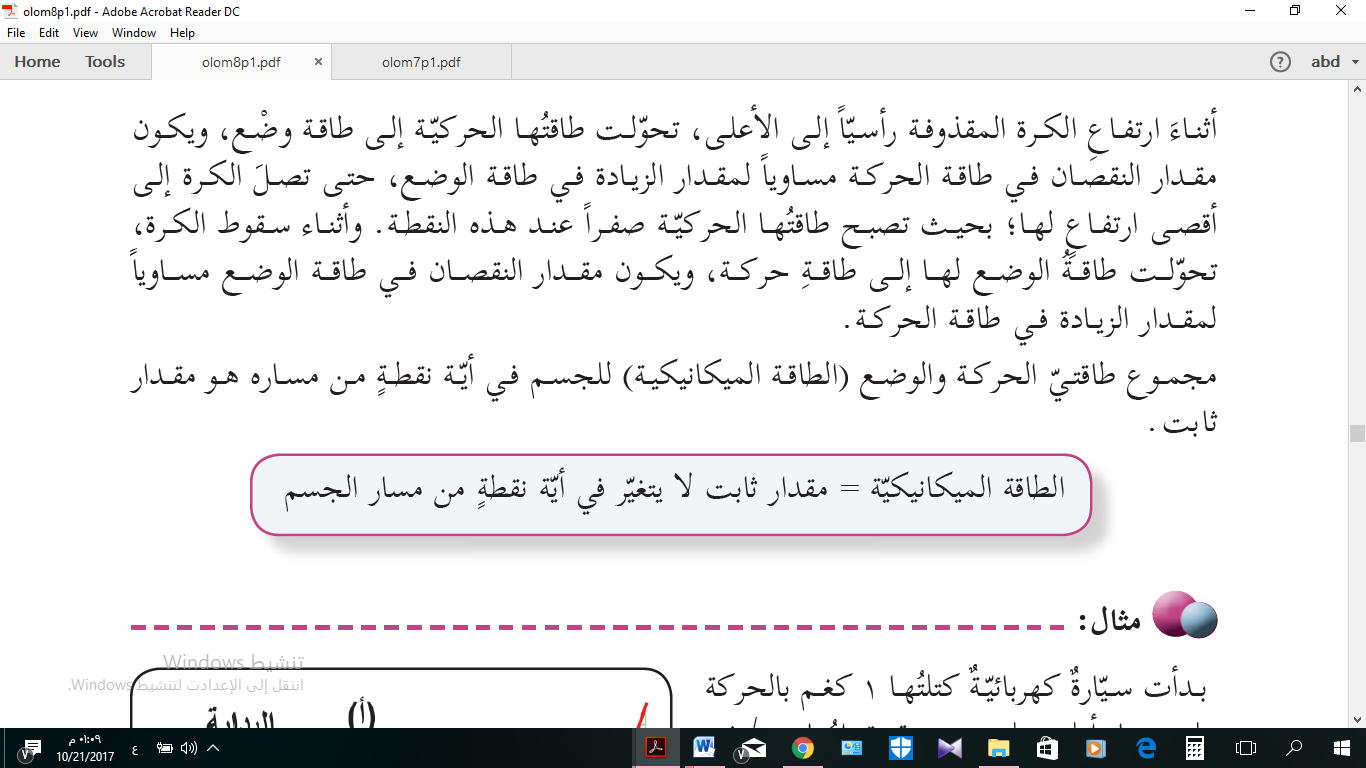 olom8p1.pdf - Adobe Acrobat Reader DC
File Edit View Window Help
Home Tools olom8p1.pdf × olom7p1.pdf ? abd
أثناءَ ارتفاعِ الكرة المقذوفة رأسيّاً إلى الأعلى، تحوّلت طاقتُها الحركيّة إلى طاقة وضْع، ويكون
مقدار النقصان في طاقة الحركة مساوياً لمقدار الزيادة في طاقة الوضع، حتى تصلَ الكرة إلى
أقصى ارتفاعٍ لها؛ بحيث تصبح طاقتُها الحركيّة صفراً عند هذه النقطة. وأثناء سقوط الكرة،
تحوّلت طاقةُ الوضع لها إلى طاقةِ حركة، ويكون مقدار النقصان في طاقة الوضع مساوياً
لمقدار الزيادة في طاقة الحركة.
مجموع طاقتيّ الحركة والوضع (الطاقة الميكانيكية) للجسم في أيّة نقطةٍ من مساره هو مقدار
ثابت.
الطاقة الميكانيكيّة = مقدار ثابت لا يتغيّر في أيّة نقطةٍ من مسار الجسم
مثال:
بدأت سيّارةٌ كهربائيّةٌ كتلتُها ١ كغم بالحركة
(أ) البداية
تنشيط Windows
انتقل إلى الإعدادت لتنشيط Windows.
٠١:٠٩ م
10/21/2017
ع